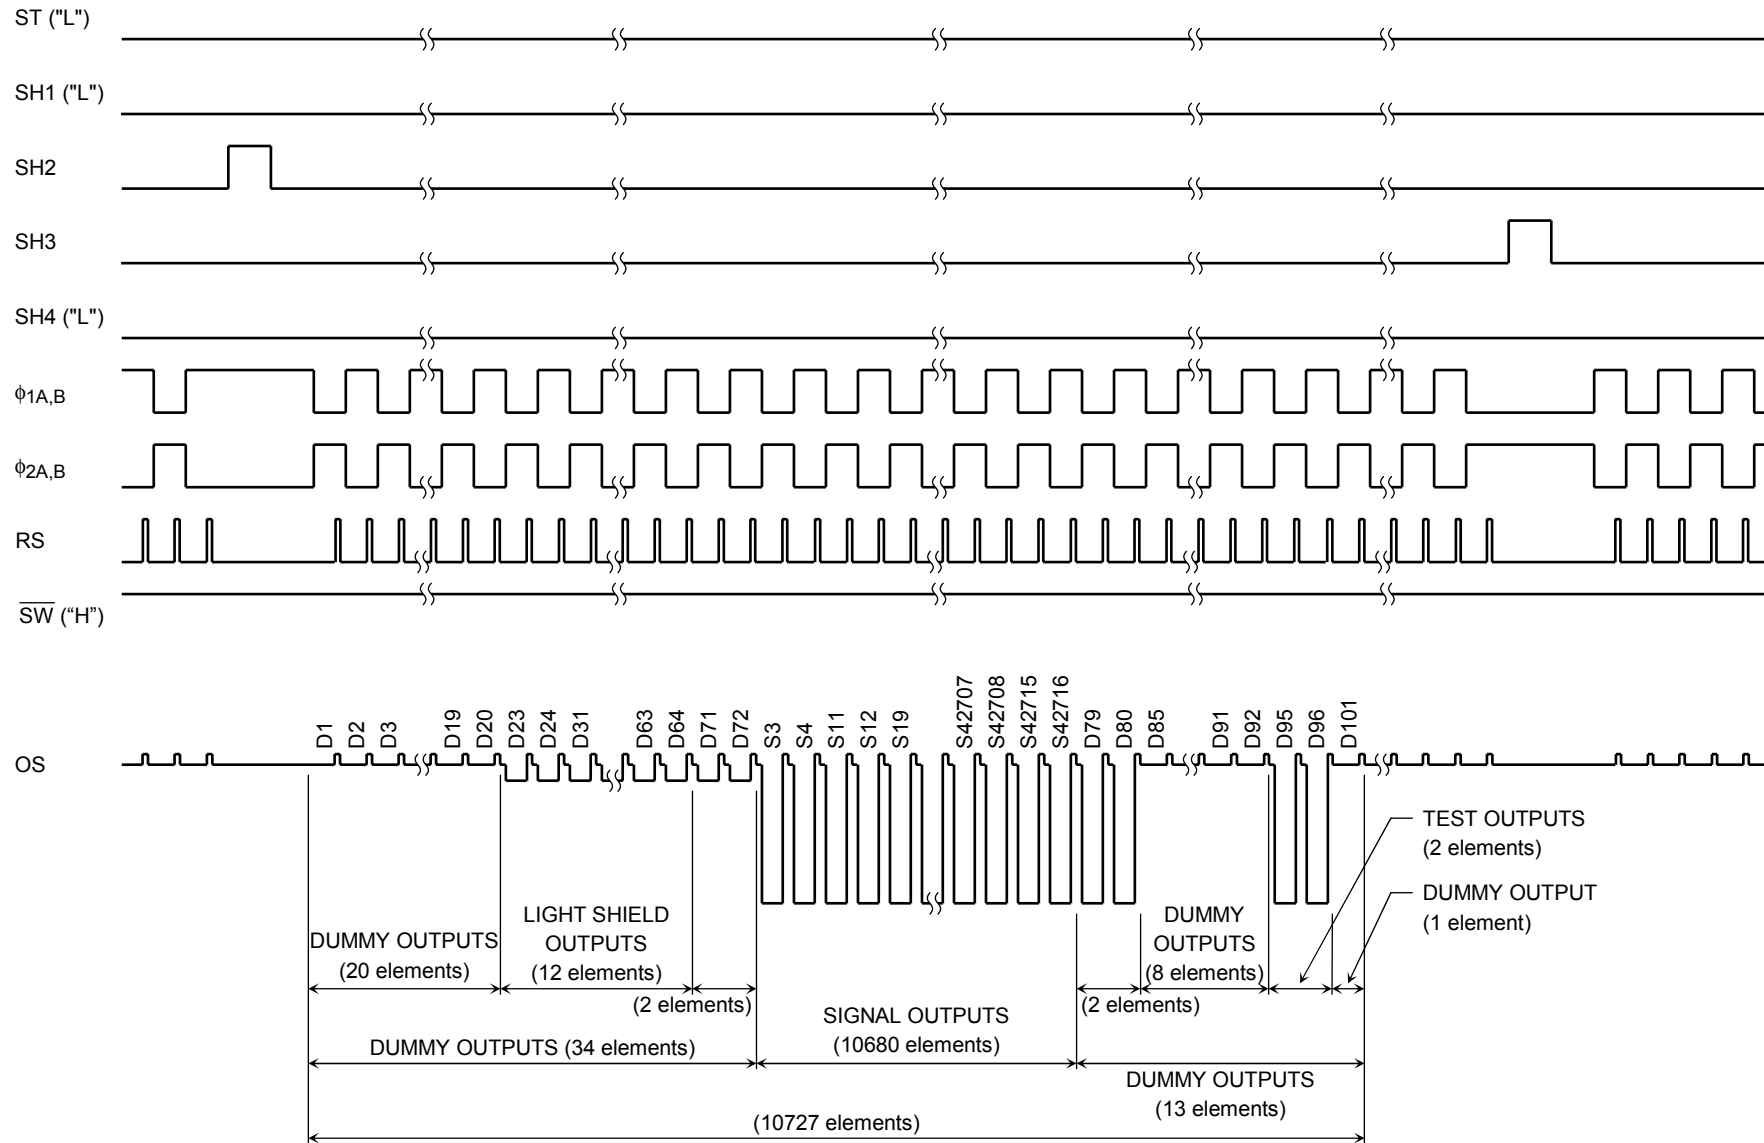 ST ("L")
SH1 ("L")
SH2
SH3
SH4 ("L")
ϕ1A,B
ϕ2A,B
RS
SW (“H”)
OS
D1
D2
D3
D19
D20
D23
D24
D31
D63
D64
D71
D72
S3
S4
S11
S12
S19
S42707
S42708
S42715
S42716
D79
D80
D85
D91
D92
D95
D96
D101
TEST OUTPUTS
(2 elements)
DUMMY OUTPUT
(1 element)
DUMMY OUTPUTS
(20 elements)
LIGHT SHIELD
OUTPUTS
(12 elements)
(2 elements)
DUMMY
OUTPUTS
(8 elements)
(2 elements)
SIGNAL OUTPUTS
(10680 elements)
DUMMY OUTPUTS (34 elements)
DUMMY OUTPUTS
(13 elements)
(10727 elements)